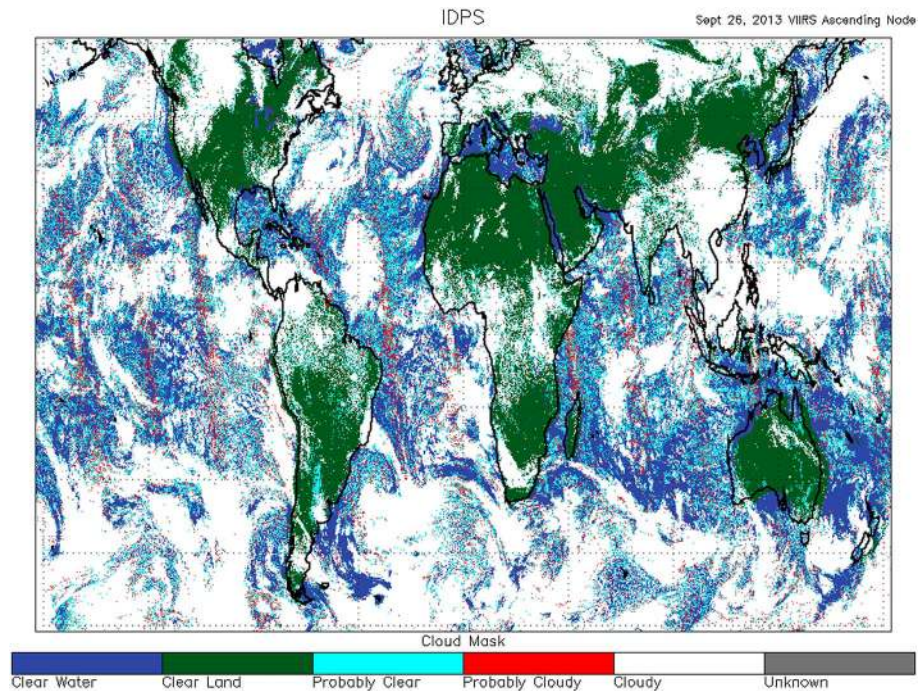 IDPS
Sept 26, 2013 VIIRS Ascending Node
Cloud Mask
Clear Water Clear Land Probably Clear Probably Cloudy Cloudy Unknown